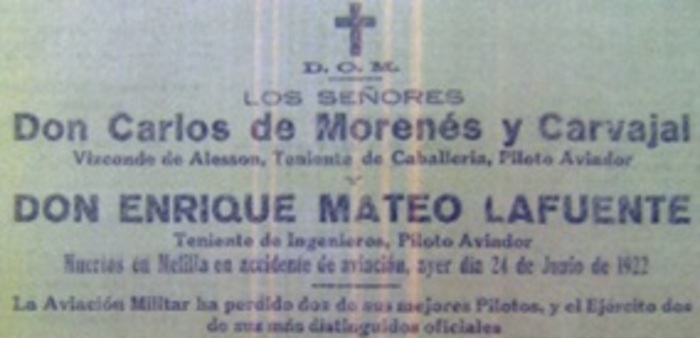 D. O. M.
LOS SEÑORES
Don Carlos de Morenés y Carvajal
Vizconde de Alesson, Teniente de Caballeria, Piloto Aviador
Y
DON ENRIQUE MATEO LAFUENTE
Teniente de Ingenieros, Piloto Aviador
Muertos en Melilla en accidente de aviación, ayer dia 24 de Junio de 1922
La Aviación Militar ha perdido dos de sus mejores Pilotos, y el Ejército dos
de sus más distinguidos oficiales